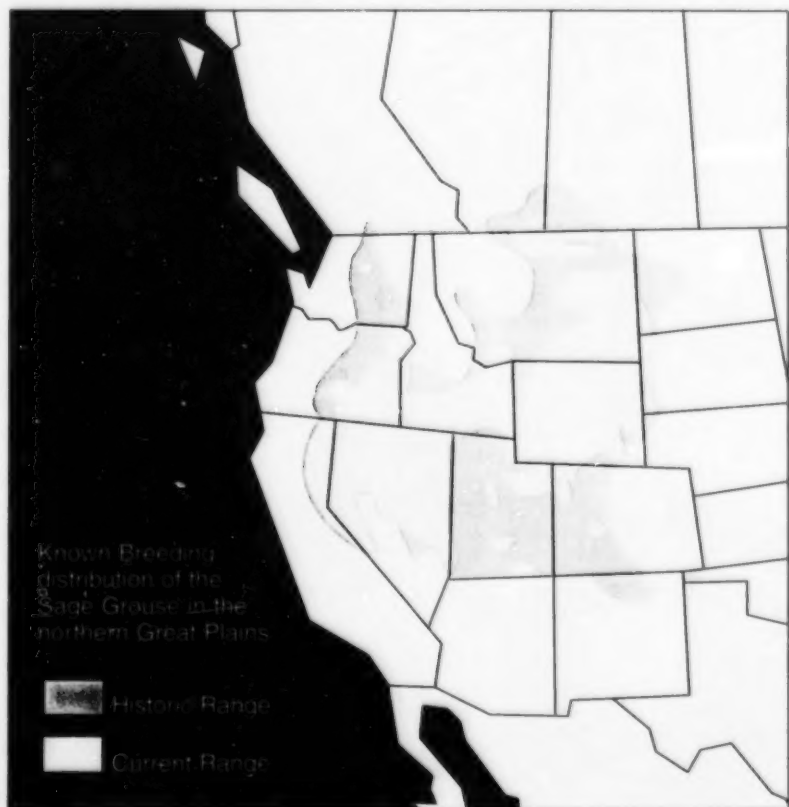 Known Breeding
distribution of the
Sage Grouse in the
northern Great Plains
Historic Range
Current Range